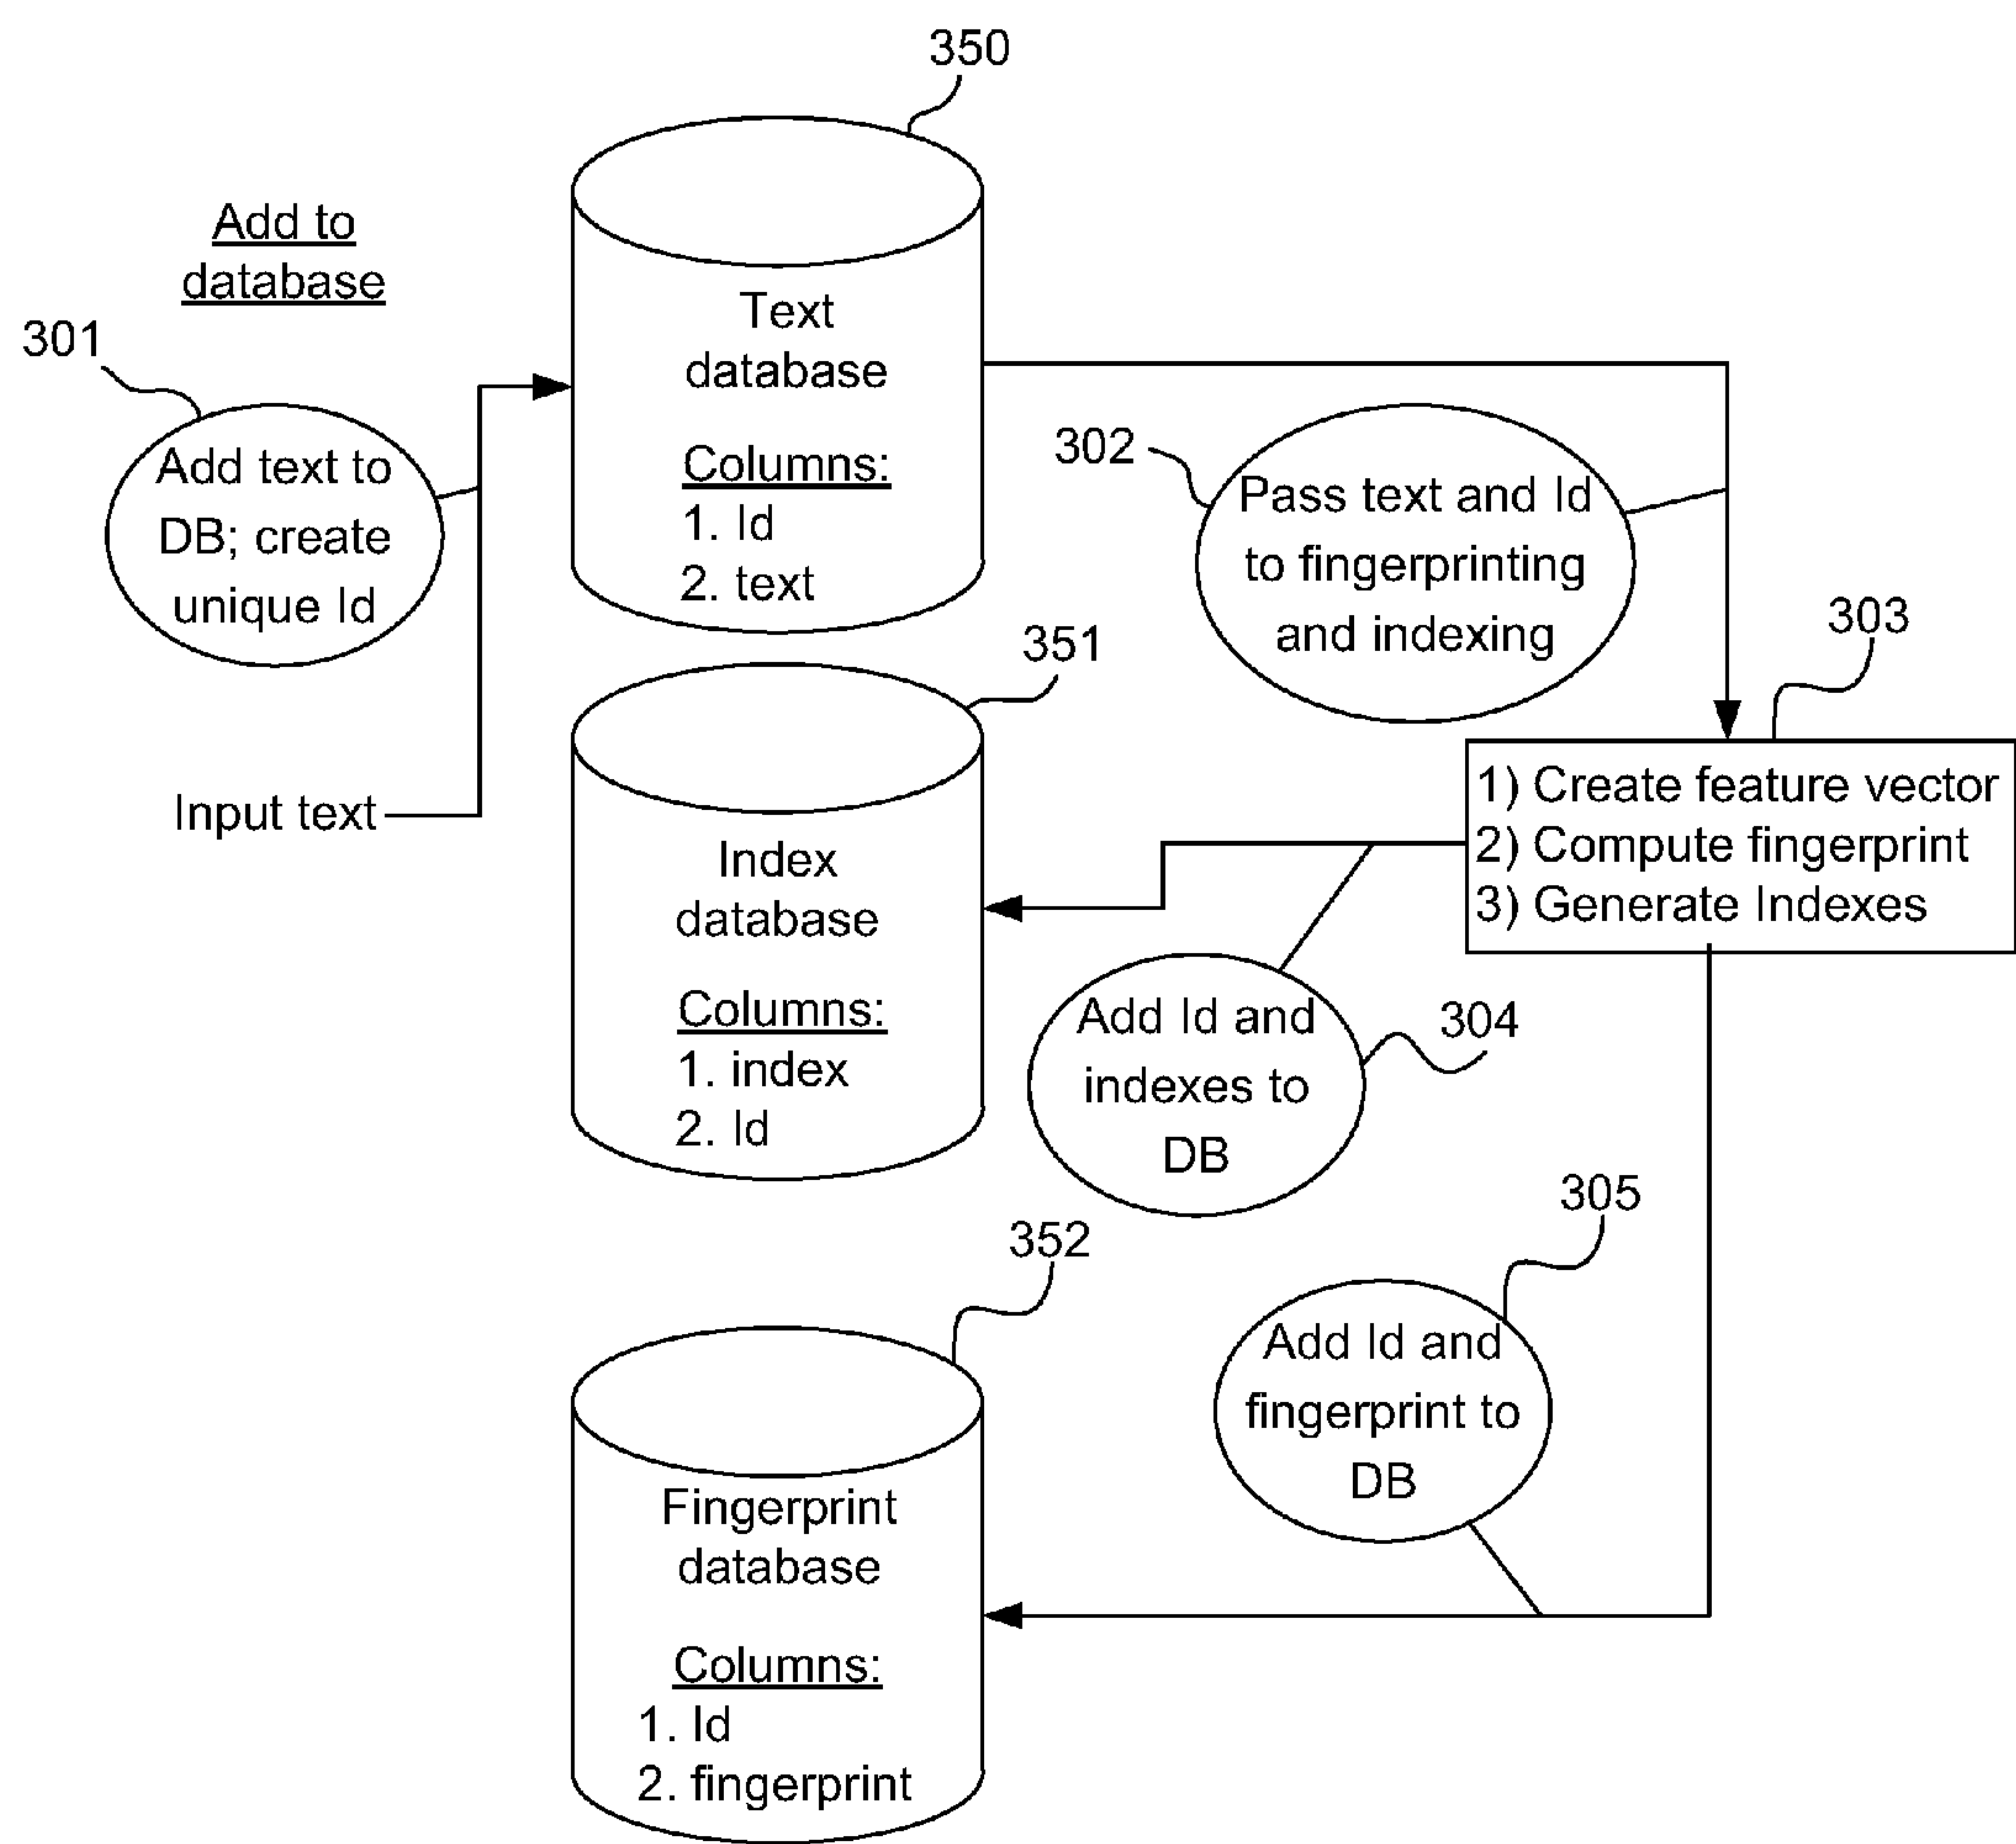 350
Add to
database
301
Text
database
Columns:
1. Id
2. text
Add text to
DB; create
unique Id
302
Pass text and Id
to fingerprinting
and indexing
303
351
Input text
1) Create feature vector
2) Compute fingerprint
3) Generate Indexes
Index
database
Columns:
1. index
2. Id
Add Id and
indexes to
DB
304
305
352
Add Id and
fingerprint to
DB
Fingerprint
database
Columns:
1. Id
2. fingerprint